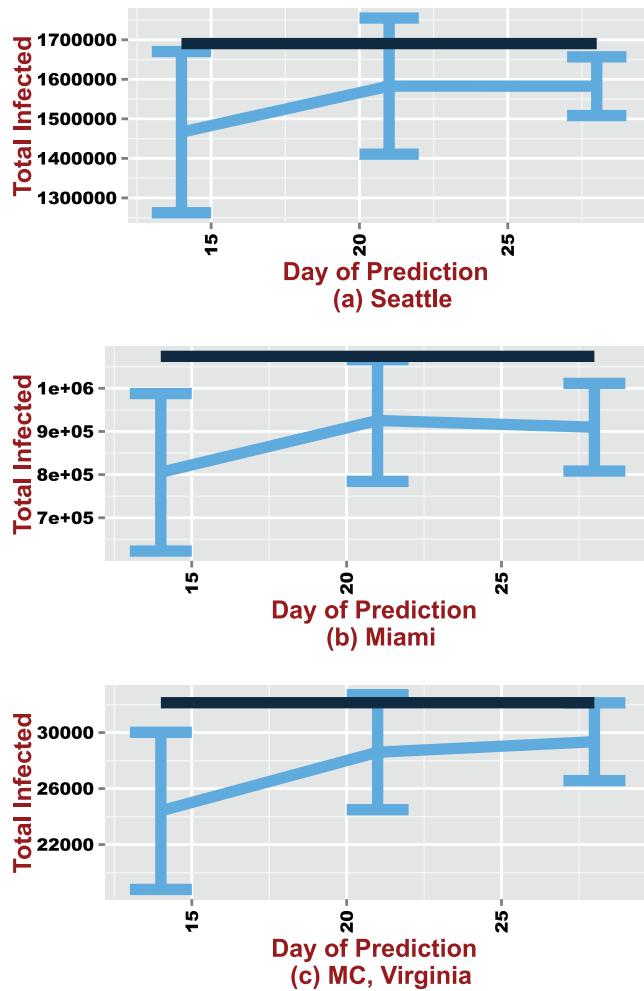 Total Infected
1700000
1600000
1500000
1400000
1300000
15
20
25
Day of Prediction
(a) Seattle
Total Infected
1e+06
9e+05
8e+05
7e+05
15
20
25
Day of Prediction
(b) Miami
Total Infected
30000
26000
22000
15
20
25
Day of Prediction
(c) MC, Virginia